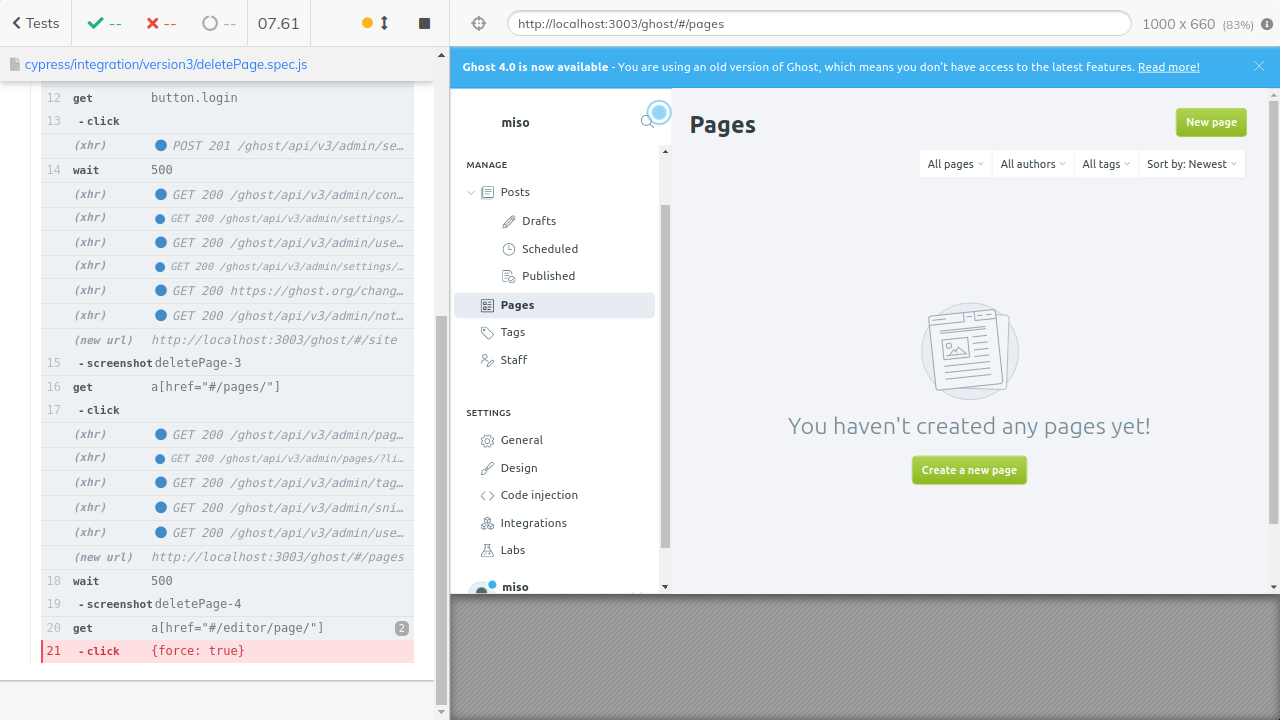 Tests
--
--
--
07.61
http://localhost:3003/ghost/#/pages
1000 x 660 (83%)
cypress/integration/version3/deletePage.spec.js
12 get button.login
13 - click
(xhr) POST 201 /ghost/api/v3/admin/se…
14 wait 500
(xhr) GET 200 /ghost/api/v3/admin/con…
(xhr) GET 200 /ghost/api/v3/admin/settings/…
(xhr) GET 200 /ghost/api/v3/admin/use…
(xhr) GET 200 /ghost/api/v3/admin/settings/…
(xhr) GET 200 https://ghost.org/chang…
(xhr) GET 200 /ghost/api/v3/admin/not…
(new url) http://localhost:3003/ghost/#/site
15 - screenshot deletePage-3
16 get a[href="#/pages/"]
17 - click
(xhr) GET 200 /ghost/api/v3/admin/pag…
(xhr) GET 200 /ghost/api/v3/admin/pages/?li…
(xhr) GET 200 /ghost/api/v3/admin/tag…
(xhr) GET 200 /ghost/api/v3/admin/sni…
(xhr) GET 200 /ghost/api/v3/admin/use…
(new url) http://localhost:3003/ghost/#/pages
18 wait 500
19 - screenshot deletePage-4
20 get a[href="#/editor/page/"] 2
21 - click {force: true}
Ghost 4.0 is now available - You are using an old version of Ghost, which means you don't have access to the latest features. Read more!
miso
MANAGE
Posts
Drafts
Scheduled
Published
Pages
Tags
Staff
SETTINGS
General
Design
Code injection
Integrations
Labs
miso
Pages
New page
All pages
All authors
All tags
Sort by: Newest
You haven't created any pages yet!
Create a new page